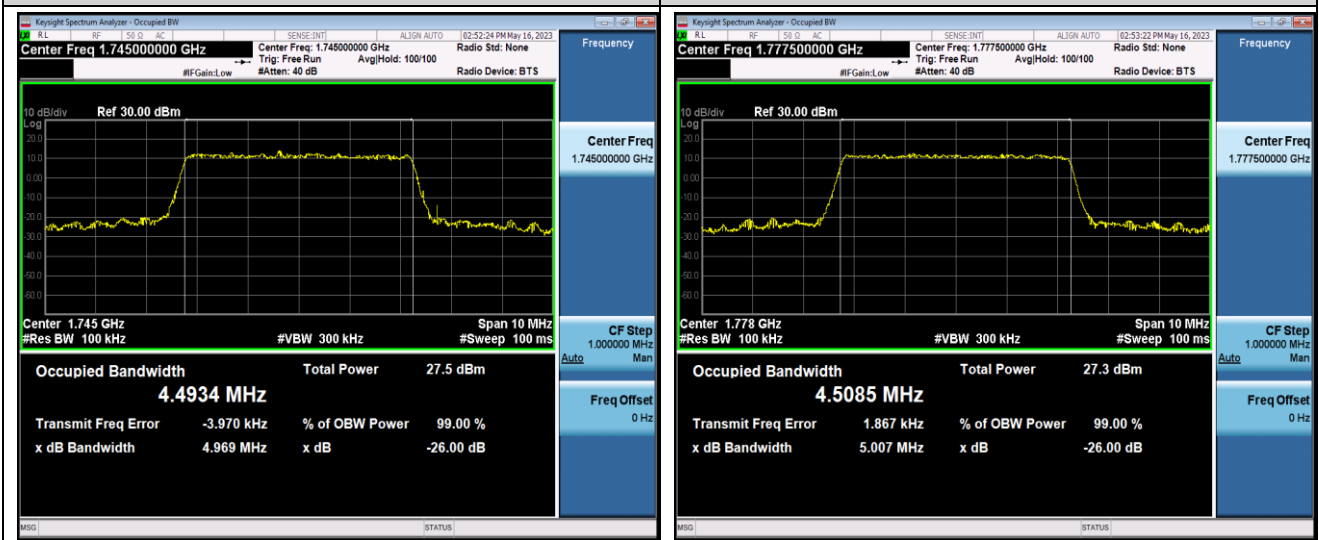 Keysight Spectrum Analyzer - Occupied BW
RL RF 50 Ω AC SENSE:INT ALIGN AUTO 02:52:24 PM May 16, 2023
Center Freq 1.745000000 GHz
Center Freq: 1.745000000 GHz Radio Std: None
Trig: Free Run Avg|Hold: 100/100
#IFGain:Low #Atten: 40 dB Radio Device: BTS
10 dB/div Ref 30.00 dBm
Log
20.0
10.0
0.00
-10.0
-20.0
-30.0
-40.0
-50.0
-60.0
Center 1.745 GHz Span 10 MHz
#Res BW 100 kHz #VBW 300 kHz #Sweep 100 ms
Occupied Bandwidth Total Power 27.5 dBm
4.4934 MHz
Transmit Freq Error -3.970 kHz % of OBW Power 99.00 %
x dB Bandwidth 4.969 MHz x dB -26.00 dB
MSG STATUS
Frequency
Center Freq
1.745000000 GHz
CF Step
1.000000 MHz
Auto Man
Freq Offset
0 Hz
Keysight Spectrum Analyzer - Occupied BW
RL RF 50 Ω AC SENSE:INT ALIGN AUTO 02:53:22 PM May 16, 2023
Center Freq 1.777500000 GHz
Center Freq: 1.777500000 GHz Radio Std: None
Trig: Free Run Avg|Hold: 100/100
#IFGain:Low #Atten: 40 dB Radio Device: BTS
10 dB/div Ref 30.00 dBm
Log
20.0
10.0
0.00
-10.0
-20.0
-30.0
-40.0
-50.0
-60.0
Center 1.778 GHz Span 10 MHz
#Res BW 100 kHz #VBW 300 kHz #Sweep 100 ms
Occupied Bandwidth Total Power 27.3 dBm
4.5085 MHz
Transmit Freq Error 1.867 kHz % of OBW Power 99.00 %
x dB Bandwidth 5.007 MHz x dB -26.00 dB
MSG STATUS
Frequency
Center Freq
1.777500000 GHz
CF Step
1.000000 MHz
Auto Man
Freq Offset
0 Hz